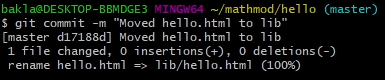 bakla@DESKTOP-BBMDGE3 MINGW64 ~/mathmod/hello (master)
$ git commit -m "Moved hello.html to lib"
[master d17188d] Moved hello.html to lib
 1 file changed, 0 insertions(+), 0 deletions(-)
 rename hello.html => lib/hello.html (100%)